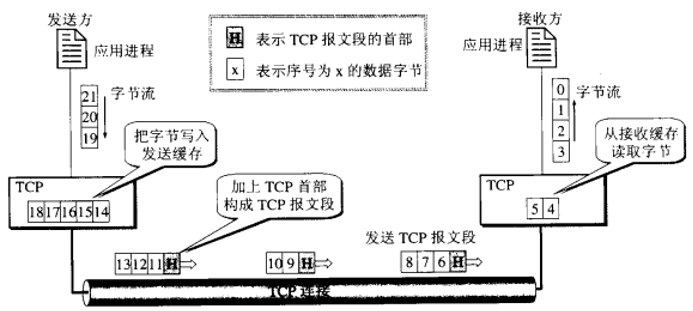 发送方
接收方
应用进程
应用进程
H 表示 TCP 报文段的首部
x 表示序号为 x 的数据字节
21
20
19
字节流
0
1
2
3
字节流
把字节写入
发送缓存
从接收缓存
读取字节
TCP
18 17 16 15 14
加上 TCP 首部
构成 TCP 报文段
TCP
5 4
发送 TCP 报文段
13 12 11 H
10 9 H
8 7 6 H
TCP 连接